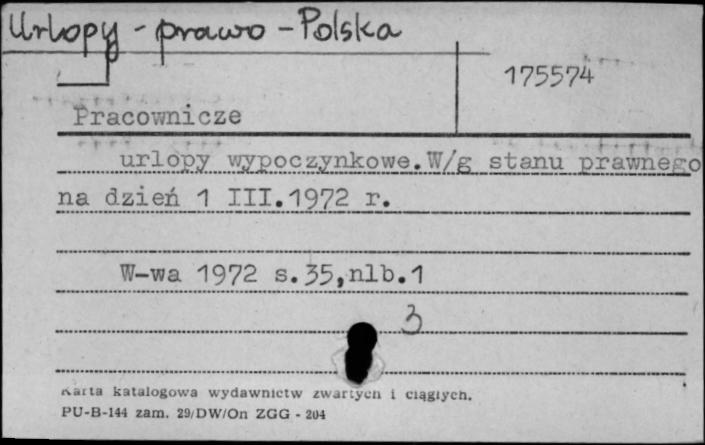 Urlopy - prawo - Polska
175574
Pracownicze
urlopy wypoczynkowe. W/g stanu prawnego
na dzień 1 III.1972 r.
W-wa 1972 s.35,nlb.1
3
Karta katalogowa wydawnictw zwartych i ciągłych.
PU-B-144 zam. 29/DW/On ZGG - 204